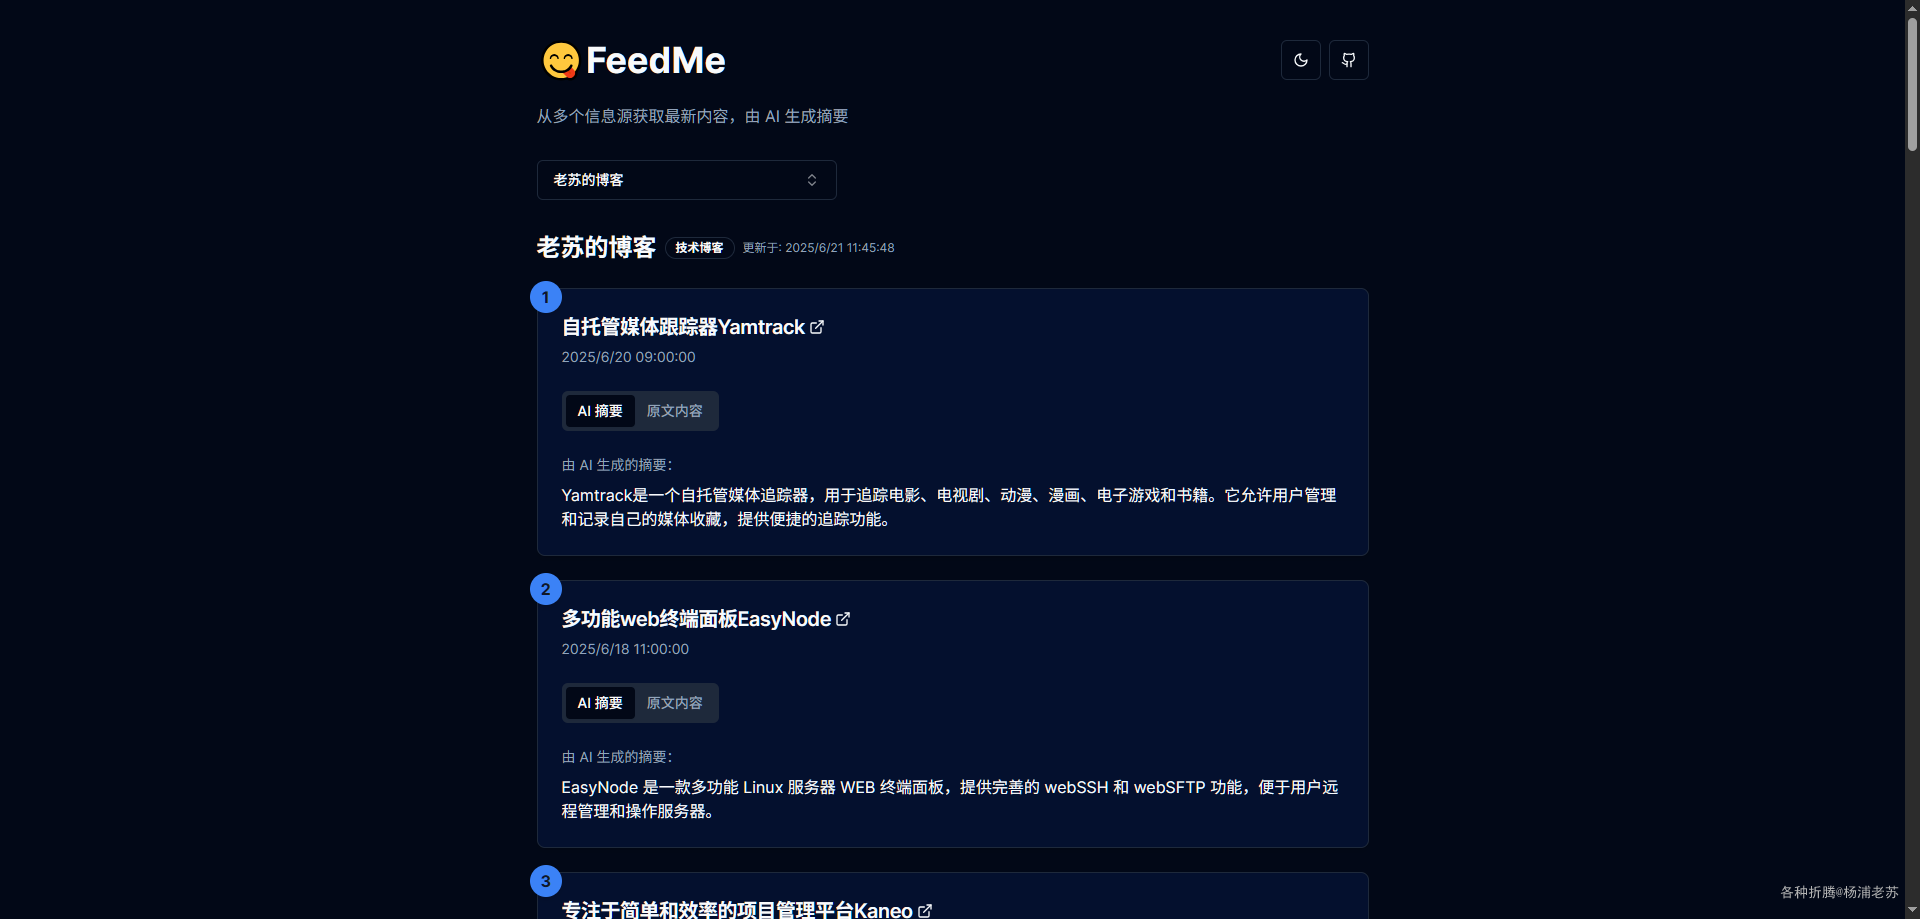 FeedMe
从多个信息源获取最新内容，由 AI 生成摘要
老苏的博客
老苏的博客 技术博客 更新于: 2025/6/21 11:45:48
1
自托管媒体跟踪器Yamtrack
2025/6/20 09:00:00
AI 摘要 原文内容
由 AI 生成的摘要：
Yamtrack是一个自托管媒体追踪器，用于追踪电影、电视剧、动漫、漫画、电子游戏和书籍。它允许用户管理
和记录自己的媒体收藏，提供便捷的追踪功能。
2
多功能web终端面板EasyNode
2025/6/18 11:00:00
AI 摘要 原文内容
由 AI 生成的摘要：
EasyNode 是一款多功能 Linux 服务器 WEB 终端面板，提供完善的 webSSH 和 webSFTP 功能，便于用户远
程管理和操作服务器。
3
专注于简单和效率的项目管理平台Kaneo
各种折腾@杨浦老苏